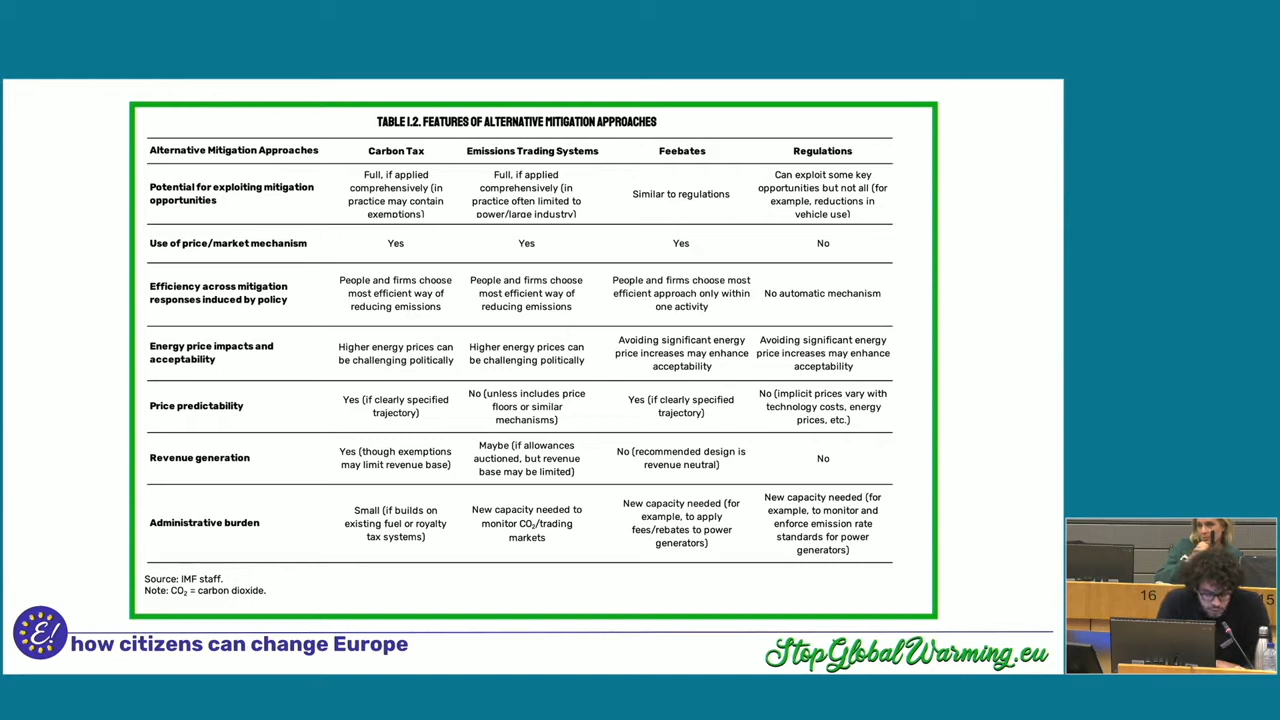 TABLE 1.2. FEATURES OF ALTERNATIVE MITIGATION APPROACHES
Alternative Mitigation Approaches
Carbon Tax
Emissions Trading Systems
Feebates
Regulations
Potential for exploiting mitigation
opportunities
Full, if applied
comprehensively (in
practice may contain
exemptions)
Full, if applied
comprehensively (in
practice often limited to
power/large industry)
Similar to regulations
Can exploit some key
opportunities but not all (for
example, reductions in
vehicle use)
Use of price/market mechanism
Yes
Yes
Yes
No
Efficiency across mitigation
responses induced by policy
People and firms choose
most efficient way of
reducing emissions
People and firms choose
most efficient way of
reducing emissions
People and firms choose most
efficient approach only within
one activity
No automatic mechanism
Energy price impacts and
acceptability
Higher energy prices can
be challenging politically
Higher energy prices can
be challenging politically
Avoiding significant energy
price increases may enhance
acceptability
Avoiding significant energy
price increases may enhance
acceptability
Price predictability
Yes (if clearly specified
trajectory)
No (unless includes price
floors or similar
mechanisms)
Yes (if clearly specified
trajectory)
No (implicit prices vary with
technology costs, energy
prices, etc.)
Revenue generation
Yes (though exemptions
may limit revenue base)
Maybe (if allowances
auctioned, but revenue
base may be limited)
No (recommended design is
revenue neutral)
No
Administrative burden
Small (if builds on
existing fuel or royalty
tax systems)
New capacity needed to
monitor CO₂/trading
markets
New capacity needed (for
example, to apply
fees/rebates to power
generators)
New capacity needed (for
example, to monitor and
enforce emission rate
standards for power
generators)
Source: IMF staff.
Note: CO₂ = carbon dioxide.
E!
how citizens can change Europe
StopGlobalWarming.eu
16
15